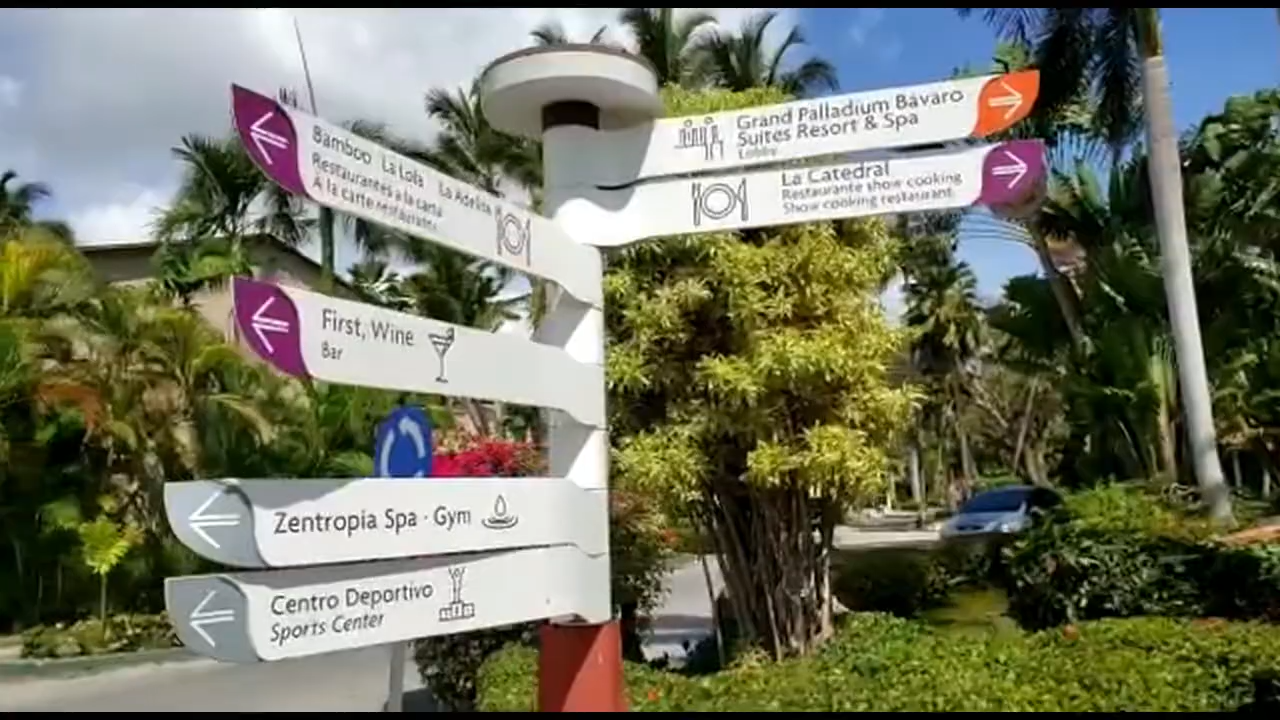 Bamboo La Lola La Adelita
Restaurantes a la carta
A la carte restaurants
First, Wine
Bar
Zentropia Spa · Gym
Centro Deportivo
Sports Center
Grand Palladium Bávaro
Suites Resort & Spa
Lobby
La Catedral
Restaurante show cooking
Show cooking restaurant